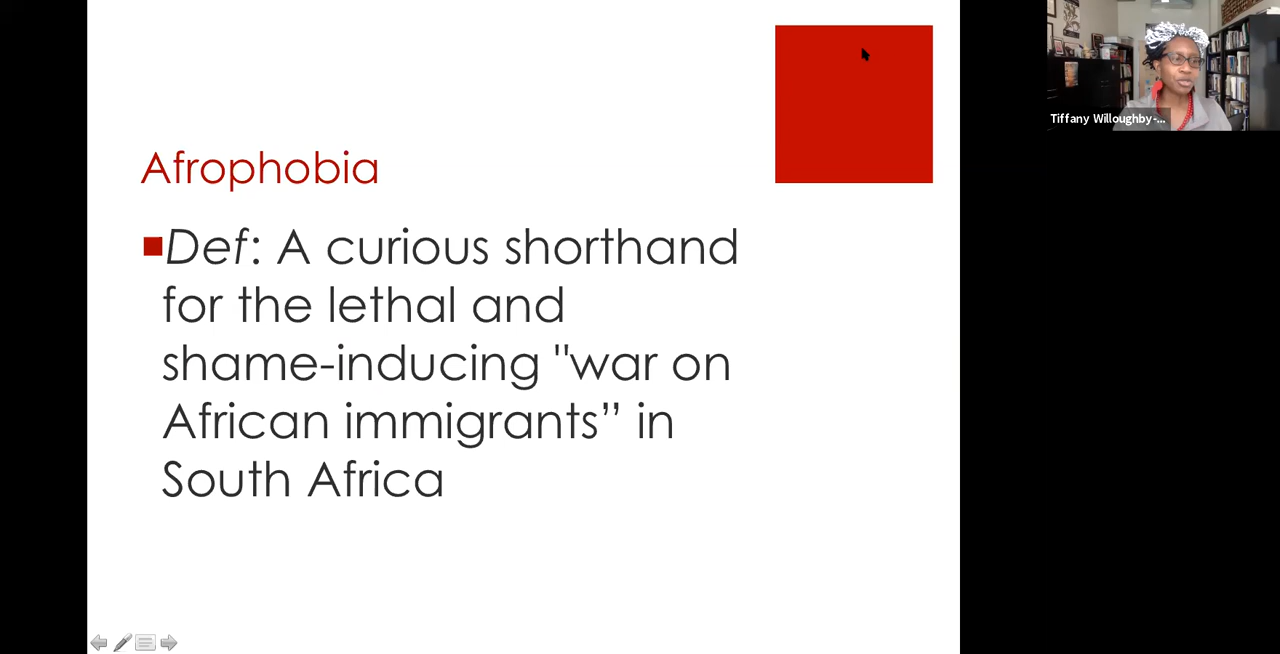 Afrophobia
Def: A curious shorthand
for the lethal and
shame-inducing "war on
African immigrants” in
South Africa
Tiffany Willoughby-...